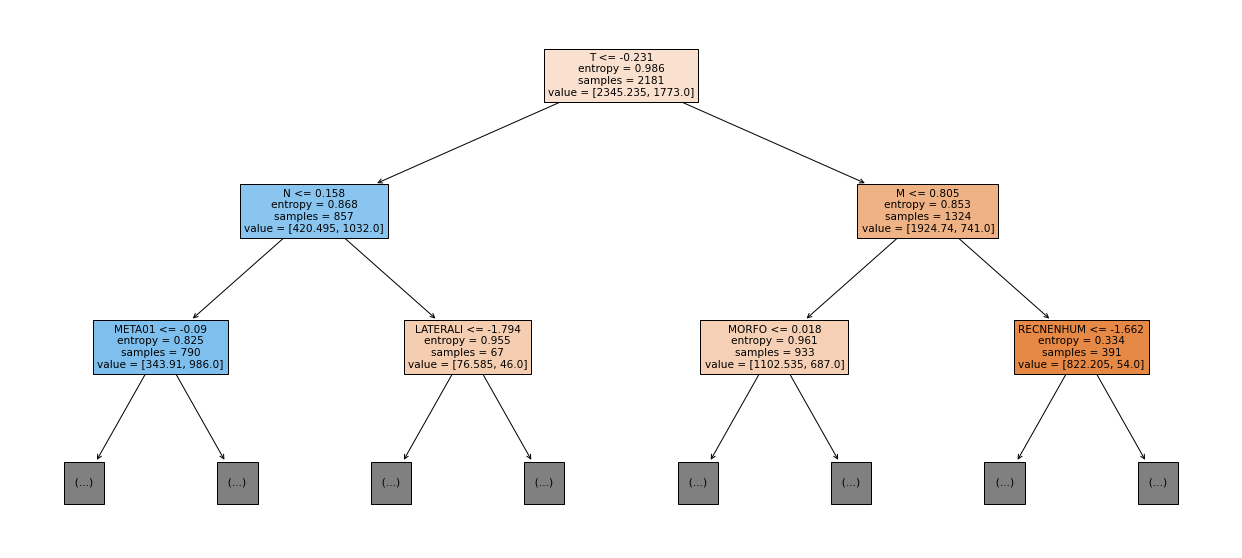 T <= -0.231
entropy = 0.986
samples = 2181
value = [2345.235, 1773.0]
N <= 0.158
entropy = 0.868
samples = 857
value = [420.495, 1032.0]
M <= 0.805
entropy = 0.853
samples = 1324
value = [1924.74, 741.0]
META01 <= -0.09
entropy = 0.825
samples = 790
value = [343.91, 986.0]
LATERALI <= -1.794
entropy = 0.955
samples = 67
value = [76.585, 46.0]
MORFO <= 0.018
entropy = 0.961
samples = 933
value = [1102.535, 687.0]
RECNENHUM <= -1.662
entropy = 0.334
samples = 391
value = [822.205, 54.0]
(...)
(...)
(...)
(...)
(...)
(...)
(...)
(...)